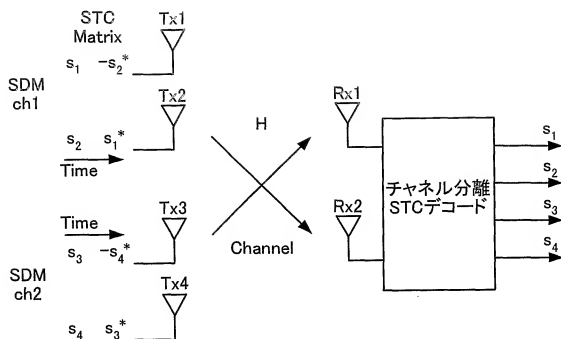 STC
Matrix
Tx1
s₁ -s₂*
SDM
ch1
Tx2
s₂ s₁*
Time
H
Rx1
Rx2
チャネル分離
STCデコード
s₁
s₂
s₃
s₄
Time
Tx3
s₃ -s₄*
Channel
SDM
ch2
Tx4
s₄ s₃*